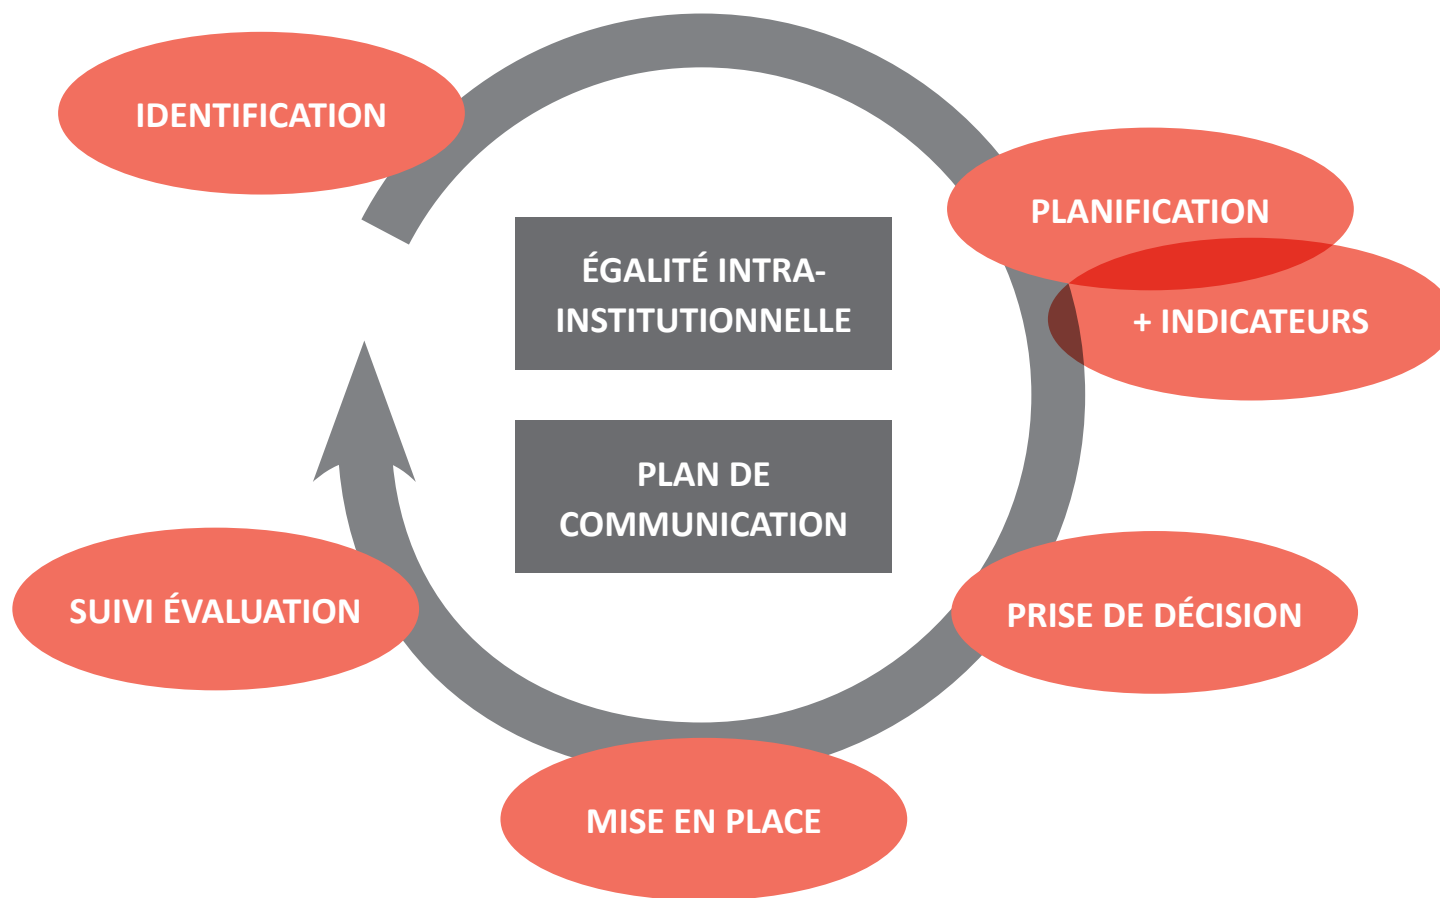 IDENTIFICATION
PLANIFICATION
+ INDICATEURS
ÉGALITÉ INTRA-
INSTITUTIONNELLE
PLAN DE
COMMUNICATION
PRISE DE DÉCISION
MISE EN PLACE
SUIVI ÉVALUATION